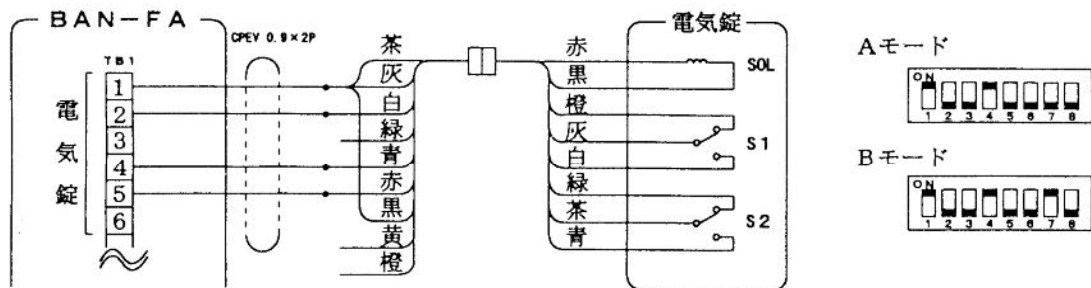 BAN-FA
TB1
電気錠
1
2
3
4
5
6
CPEV 0.9×2P
茶
灰
白
緑
青
赤
黒
黄
橙
電気錠
赤
黒
橙
灰
白
緑
茶
青
SOL
S1
S2
Aモード
ON
1 2 3 4 5 6 7 8
Bモード
ON
1 2 3 4 5 6 7 8